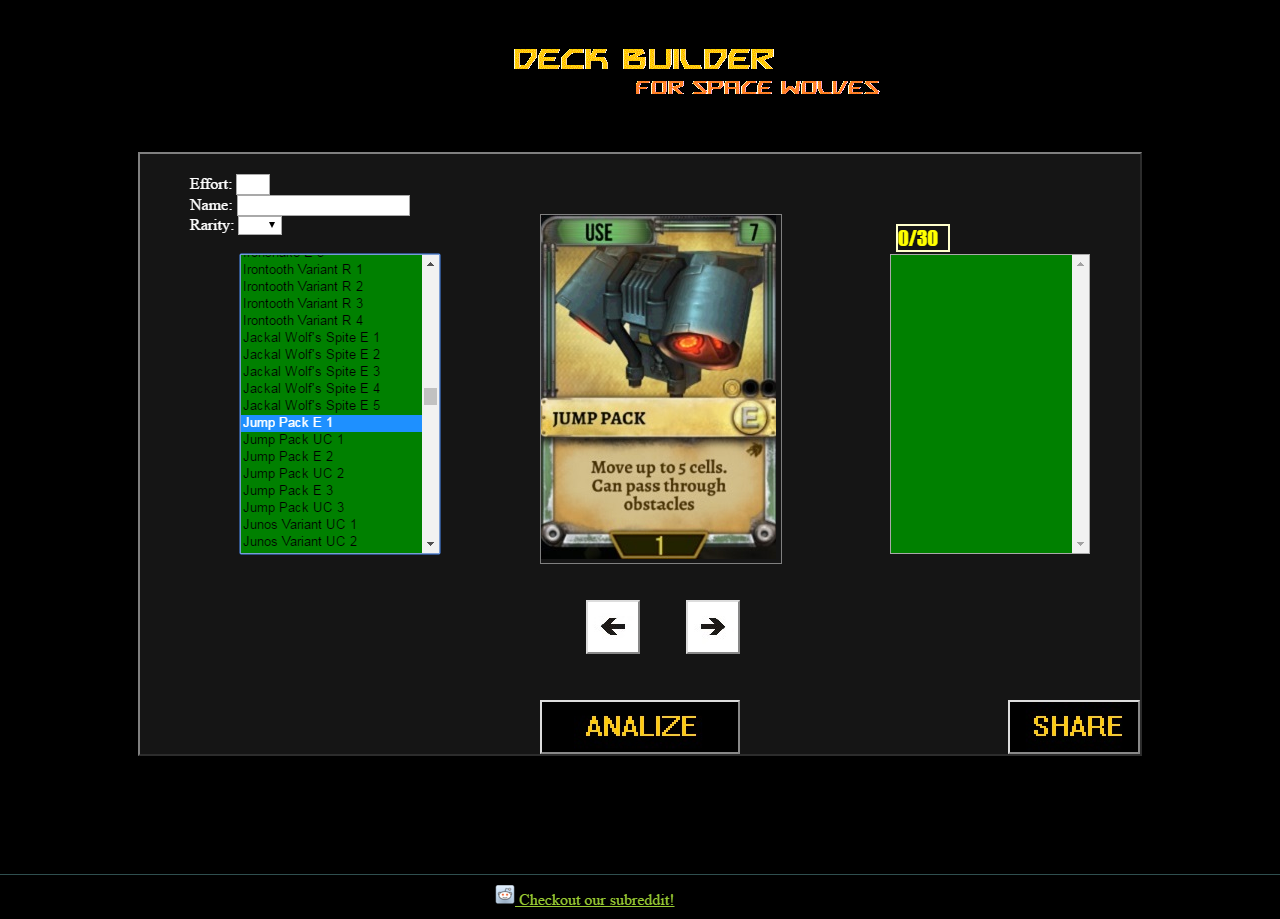 DECK BUILDER
FOR SPACE WOLVES
Effort:
Name:
Rarity:
Irontooth Variant R 1
Irontooth Variant R 2
Irontooth Variant R 3
Irontooth Variant R 4
Jackal Wolf's Spite E 1
Jackal Wolf's Spite E 2
Jackal Wolf's Spite E 3
Jackal Wolf's Spite E 4
Jackal Wolf's Spite E 5
Jump Pack E 1
Jump Pack UC 1
Jump Pack E 2
Jump Pack UC 2
Jump Pack E 3
Jump Pack UC 3
Junos Variant UC 1
Junos Variant UC 2
USE 7
JUMP PACK E
Move up to 5 cells.
Can pass through
obstacles
1
0/30
ANALIZE
SHARE
Checkout our subreddit!